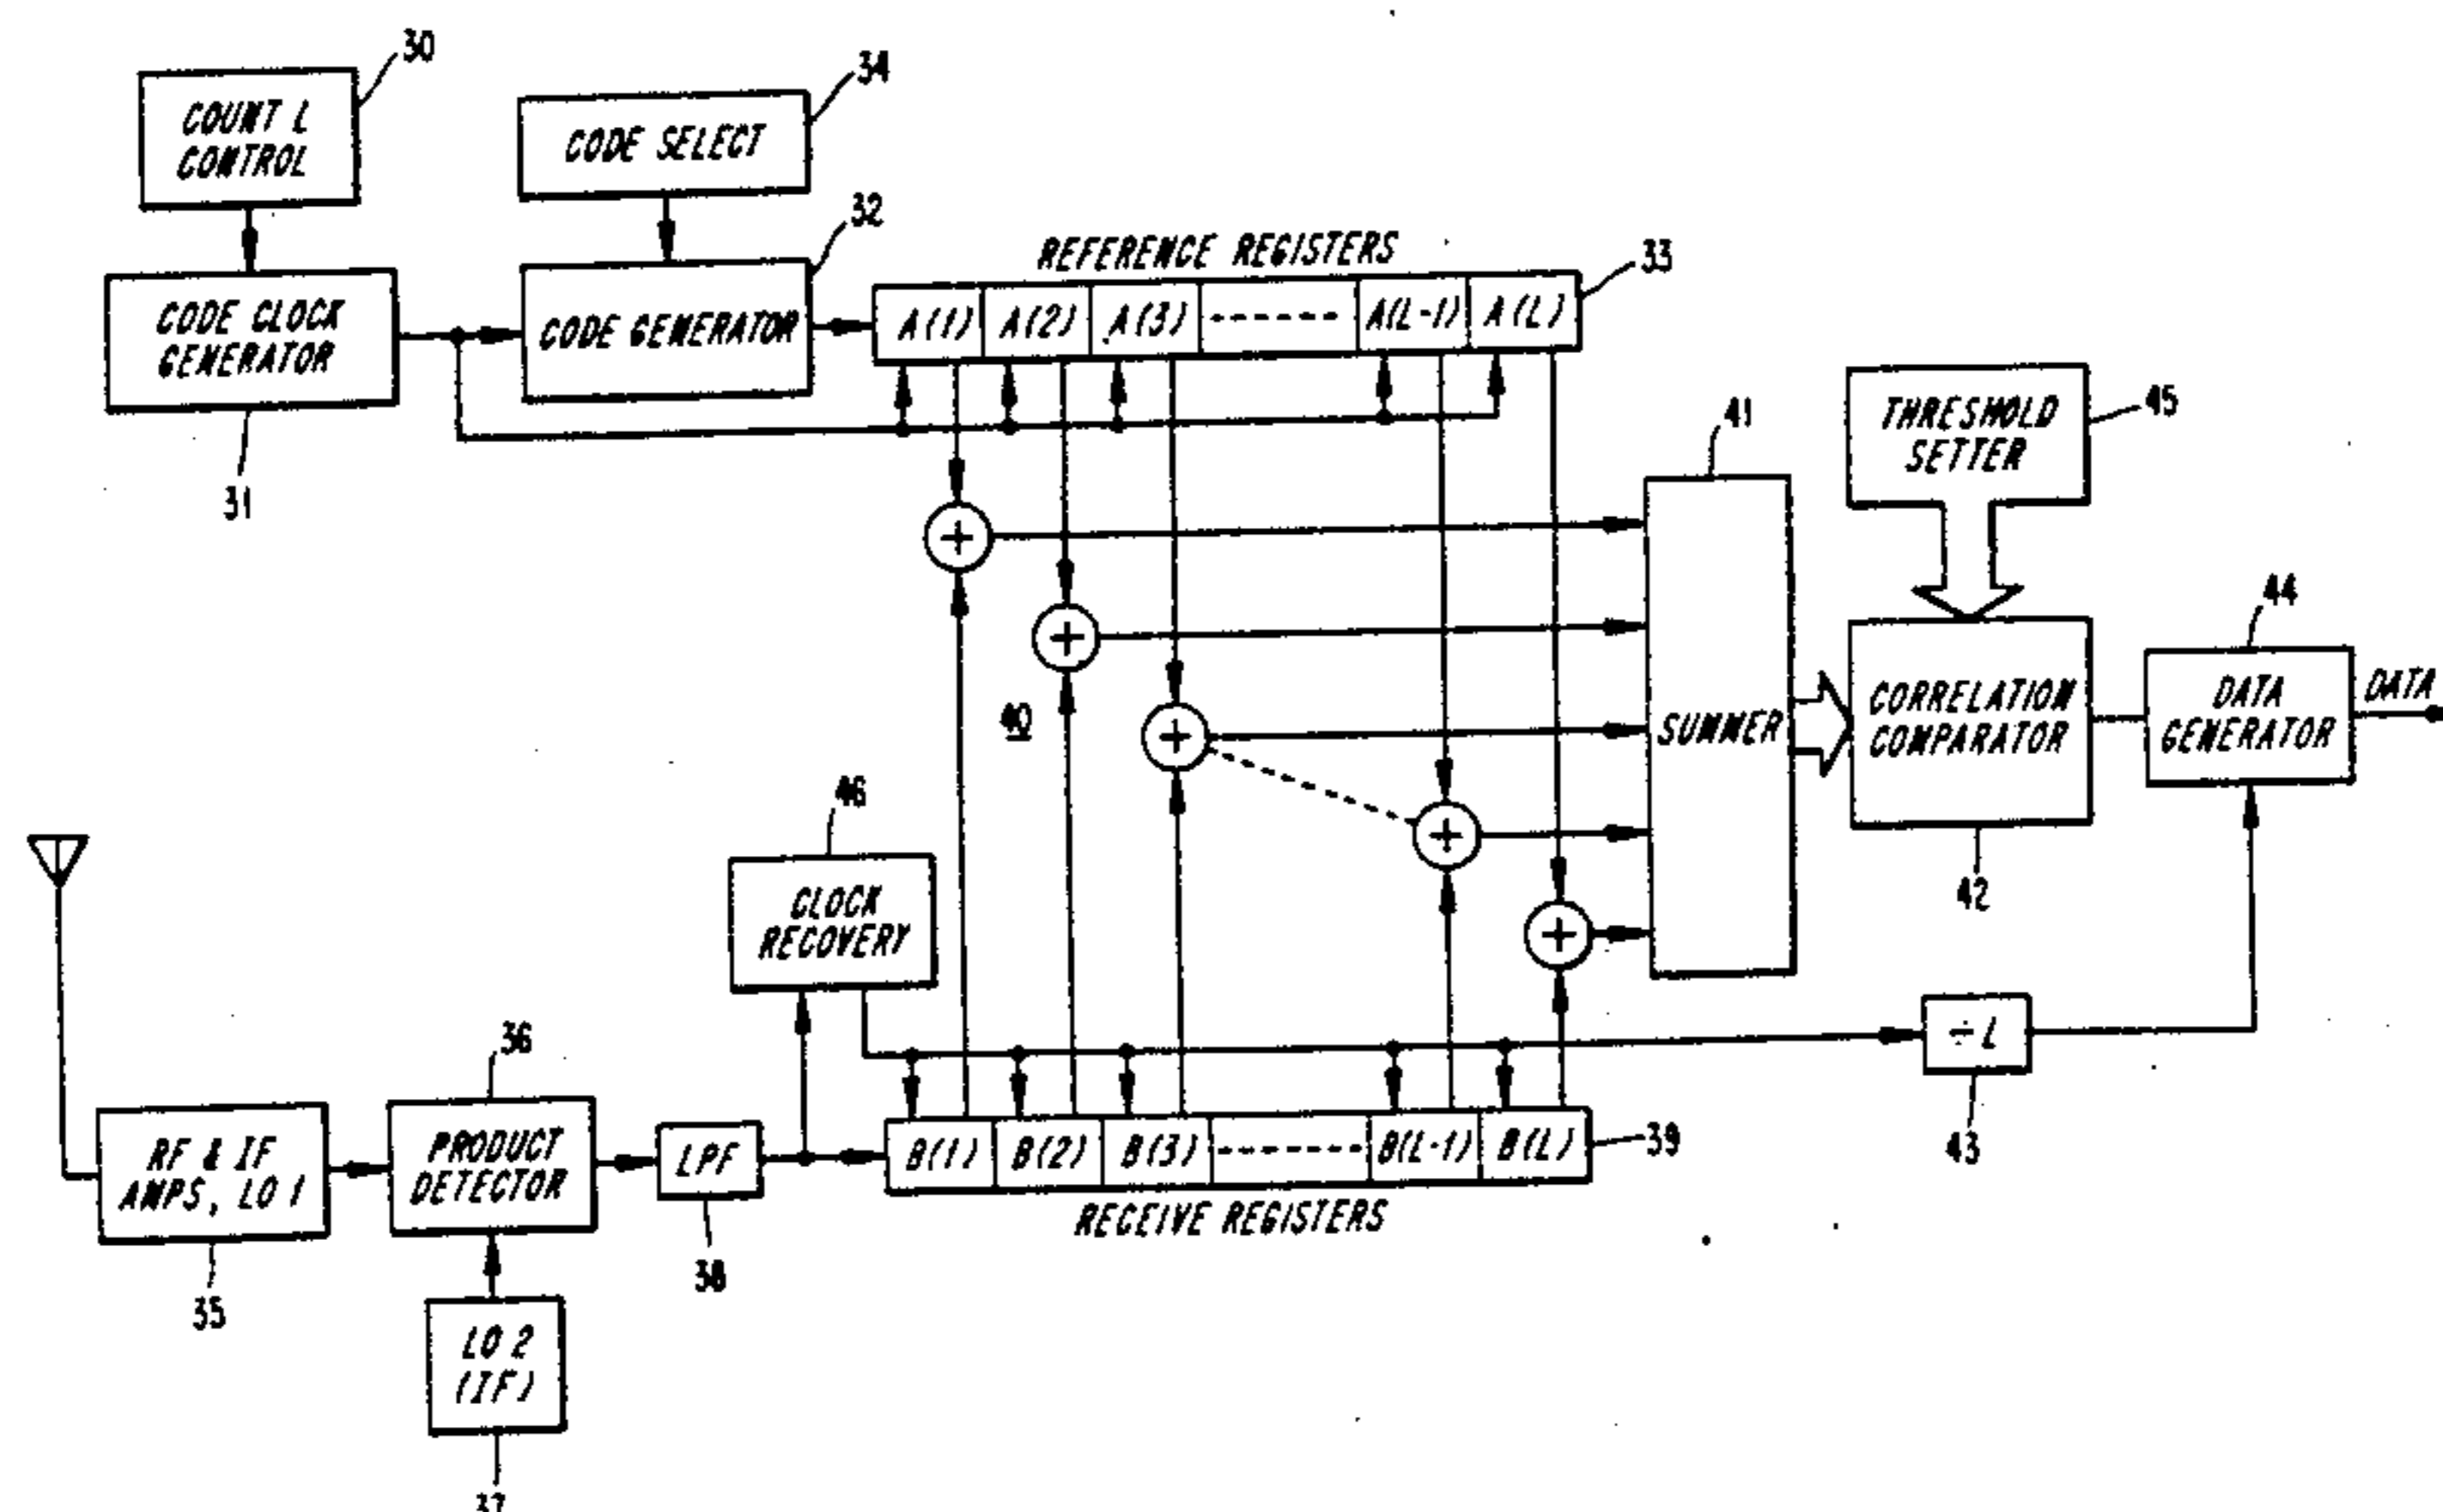 30
COUNT L
CONTROL
34
CODE SELECT
32
REFERENCE REGISTERS
33
CODE CLOCK
GENERATOR
31
CODE GENERATOR
A(1) A(2) A(3) A(L-1) A(L)
41
THRESHOLD
SETTER
45
+
+
+
+
+
40
SUMMER
CORRELATION
COMPARATOR
42
44
DATA
GENERATOR
DATA
46
CLOCK
RECOVERY
÷L
43
36
RF & IF
AMPS, LO 1
35
PRODUCT
DETECTOR
LPF
38
B(1) B(2) B(3) B(L-1) B(L)
39
RECEIVE REGISTERS
LO 2
(IF)
37